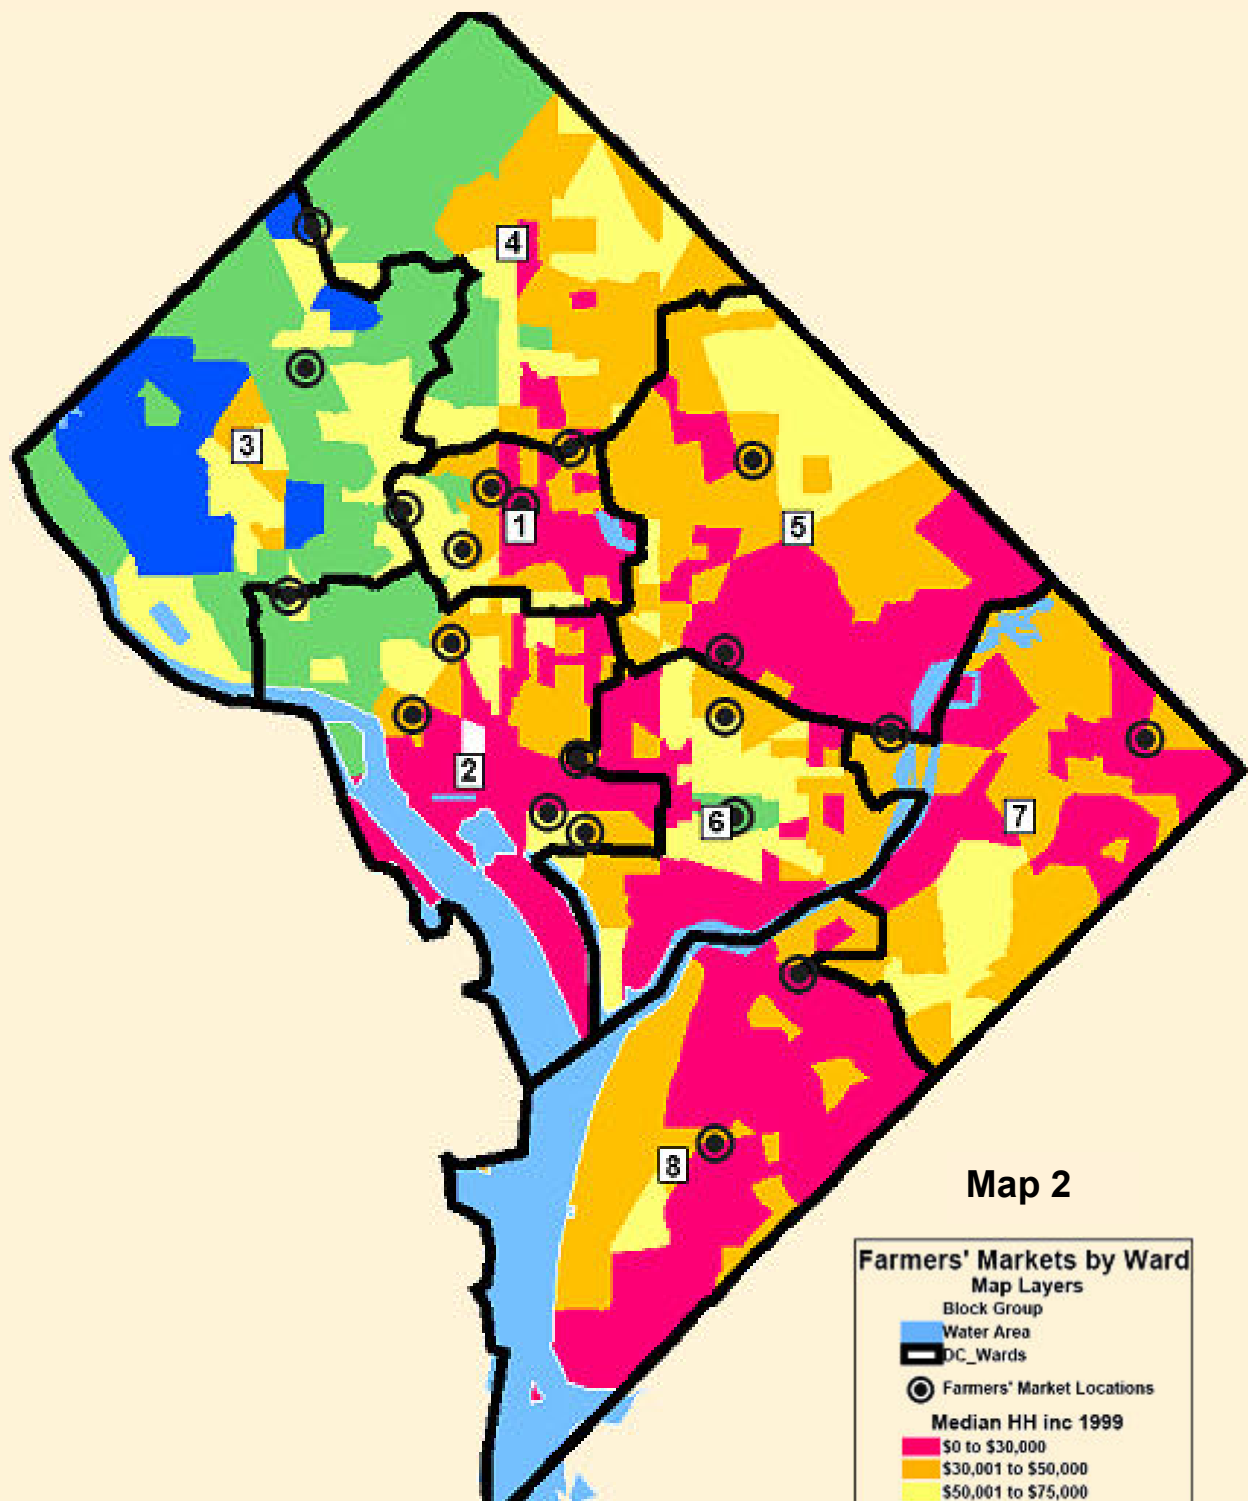 4
3
1
5
2
6
7
8
Map 2
Farmers' Markets by Ward
Map Layers
Block Group
Water Area
DC_Wards
Farmers' Market Locations
Median HH inc 1999
$0 to $30,000
$30,001 to $50,000
$50,001 to $75,000